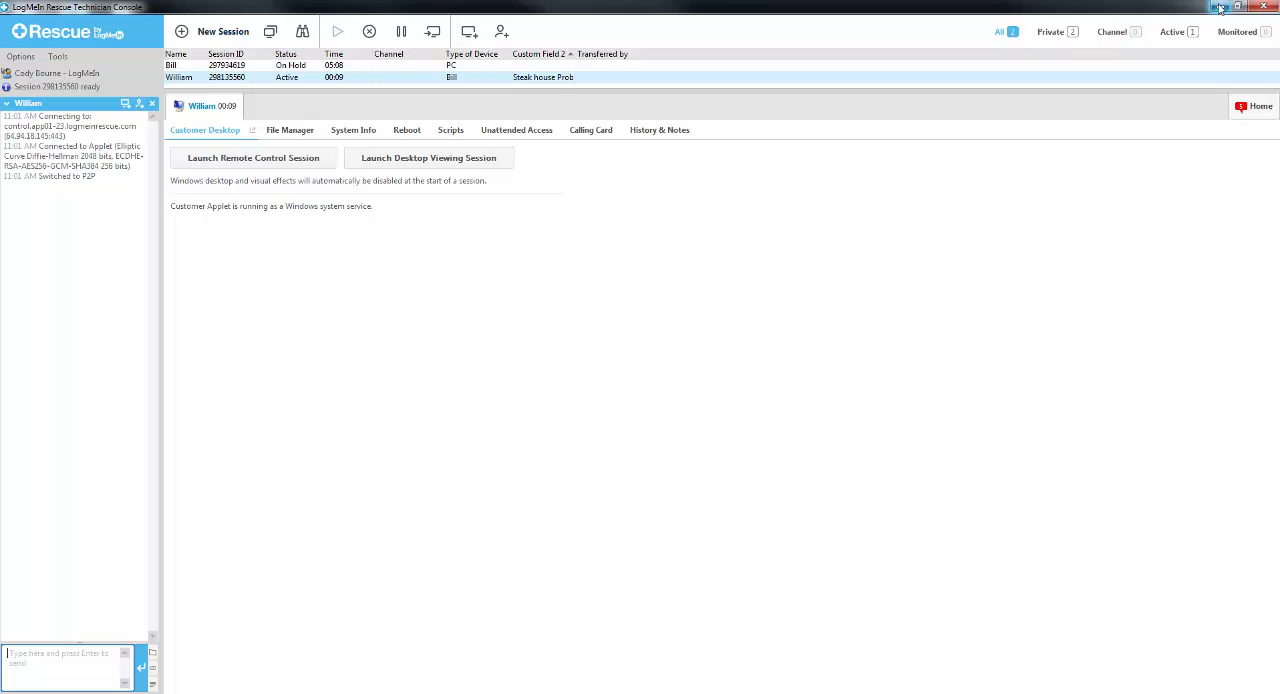 LogMeIn Rescue Technician Console
Rescue by LogMeIn
New Session
All 2 Private 2 Channel 0 Active 1 Monitored 0
Options Tools
Cody Bourne - LogMeIn
Session 298135560 ready
Name Session ID Status Time Channel Type of Device Custom Field 2 Transferred by
Bill 297934619 On Hold 05:08 PC
William 298135560 Active 00:09 Bill Steak house Prob
William
11:01 AM Connecting to:
control.app01-23.logmeinrescue.com
(64.94.18.145:443)
11:01 AM Connected to Applet (Elliptic
Curve Diffie-Hellman 2048 bits, ECDHE-
RSA-AES256-GCM-SHA384 256 bits)
11:01 AM Switched to P2P
William 00:09
5 Home
Customer Desktop File Manager System Info Reboot Scripts Unattended Access Calling Card History & Notes
Launch Remote Control Session Launch Desktop Viewing Session
Windows desktop and visual effects will automatically be disabled at the start of a session.
Customer Applet is running as a Windows system service.
Type here and press Enter to
send